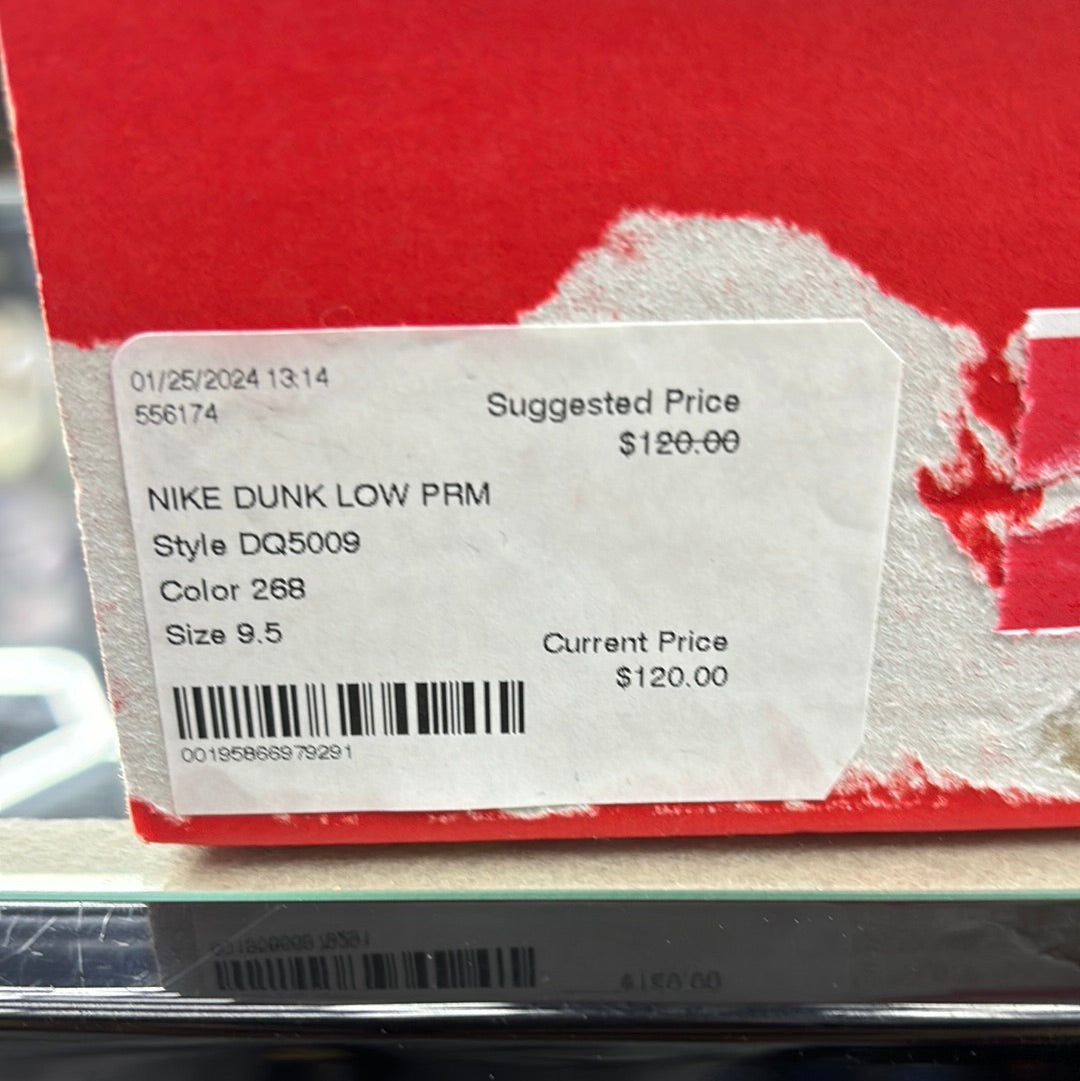 01/25/2024 13:14
556174
Suggested Price
$120.00
NIKE DUNK LOW PRM
Style DQ5009
Color 268
Size 9.5
Current Price
$120.00
00195866979291